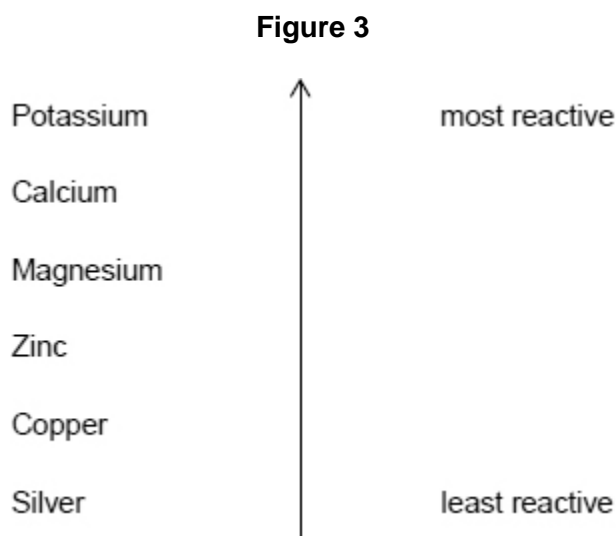 Figure 3
Potassium most reactive
Calcium
Magnesium
Zinc
Copper
Silver least reactive